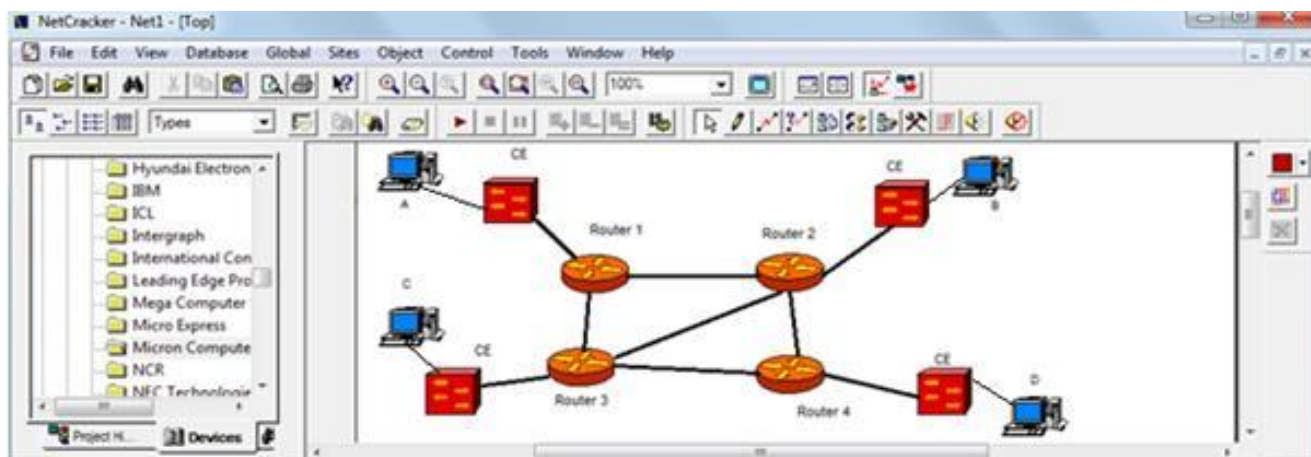 NetCracker - Net1 - [Top]
File Edit View Database Global Sites Object Control Tools Window Help
100%
Types
Hyundai Electron
IBM
ICL
Intergraph
International Con
Leading Edge Pro
Mega Computer
Micro Express
Micron Compute
NCR
NEC Technologie
Project Hi...
Devices
CE
A
Router 1
CE
B
Router 2
C
CE
Router 3
CE
D
Router 4